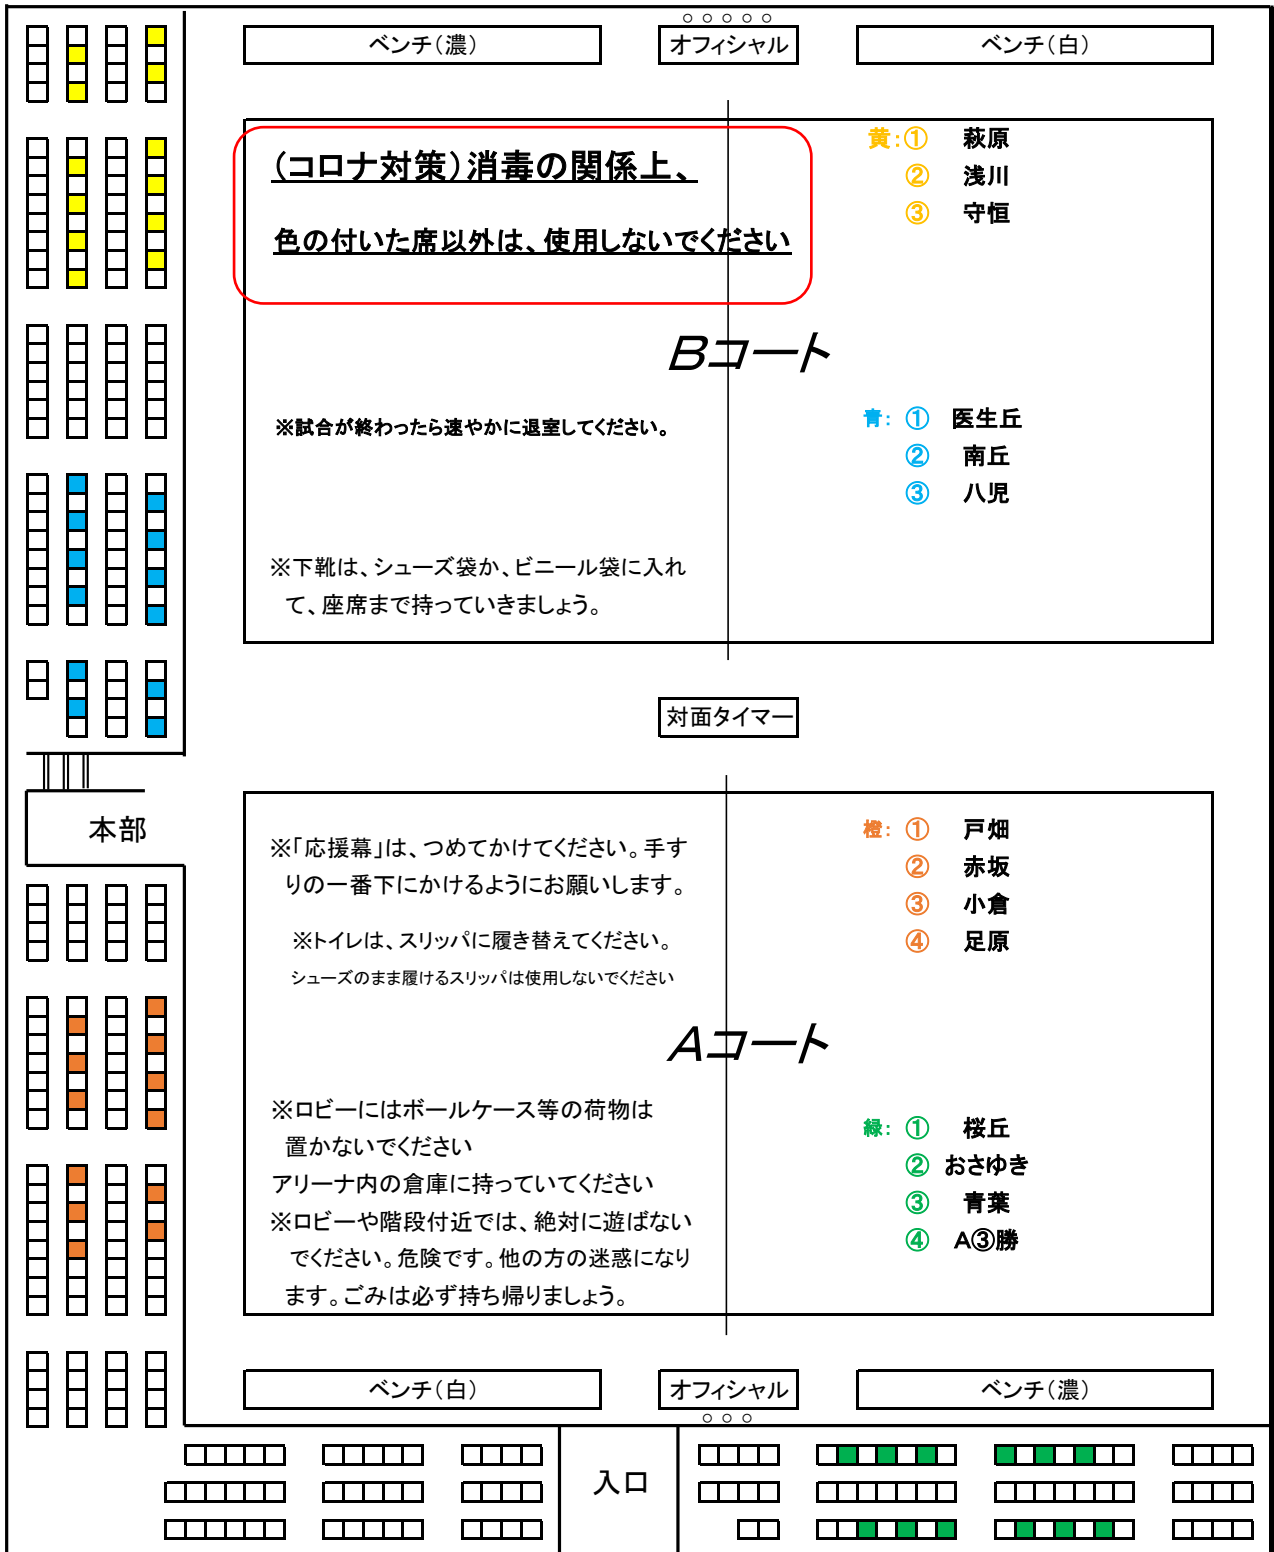 ベンチ（濃）
オフィシャル
ベンチ（白）
（コロナ対策）消毒の関係上、
色の付いた席以外は、使用しないでください
黄：① 萩原
② 浅川
③ 守恒
Bコート
※試合が終わったら速やかに退室してください。
青：① 医生丘
② 南丘
③ 八児
※下靴は、シューズ袋か、ビニール袋に入れ
て、座席まで持っていきましょう。
対面タイマー
本部
※「応援幕」は、つめてかけてください。手す
りの一番下にかけるようにお願いします。
※トイレは、スリッパに履き替えてください。
シューズのまま履けるスリッパは使用しないでください
橙：① 戸畑
② 赤坂
③ 小倉
④ 足原
Aコート
※ロビーにはボールケース等の荷物は
置かないでください
アリーナ内の倉庫に持っていてください
※ロビーや階段付近では、絶対に遊ばない
でください。危険です。他の方の迷惑になり
ます。ごみは必ず持ち帰りましょう。
緑：① 桜丘
② おさゆき
③ 青葉
④ A③勝
ベンチ（白）
オフィシャル
ベンチ（濃）
入口